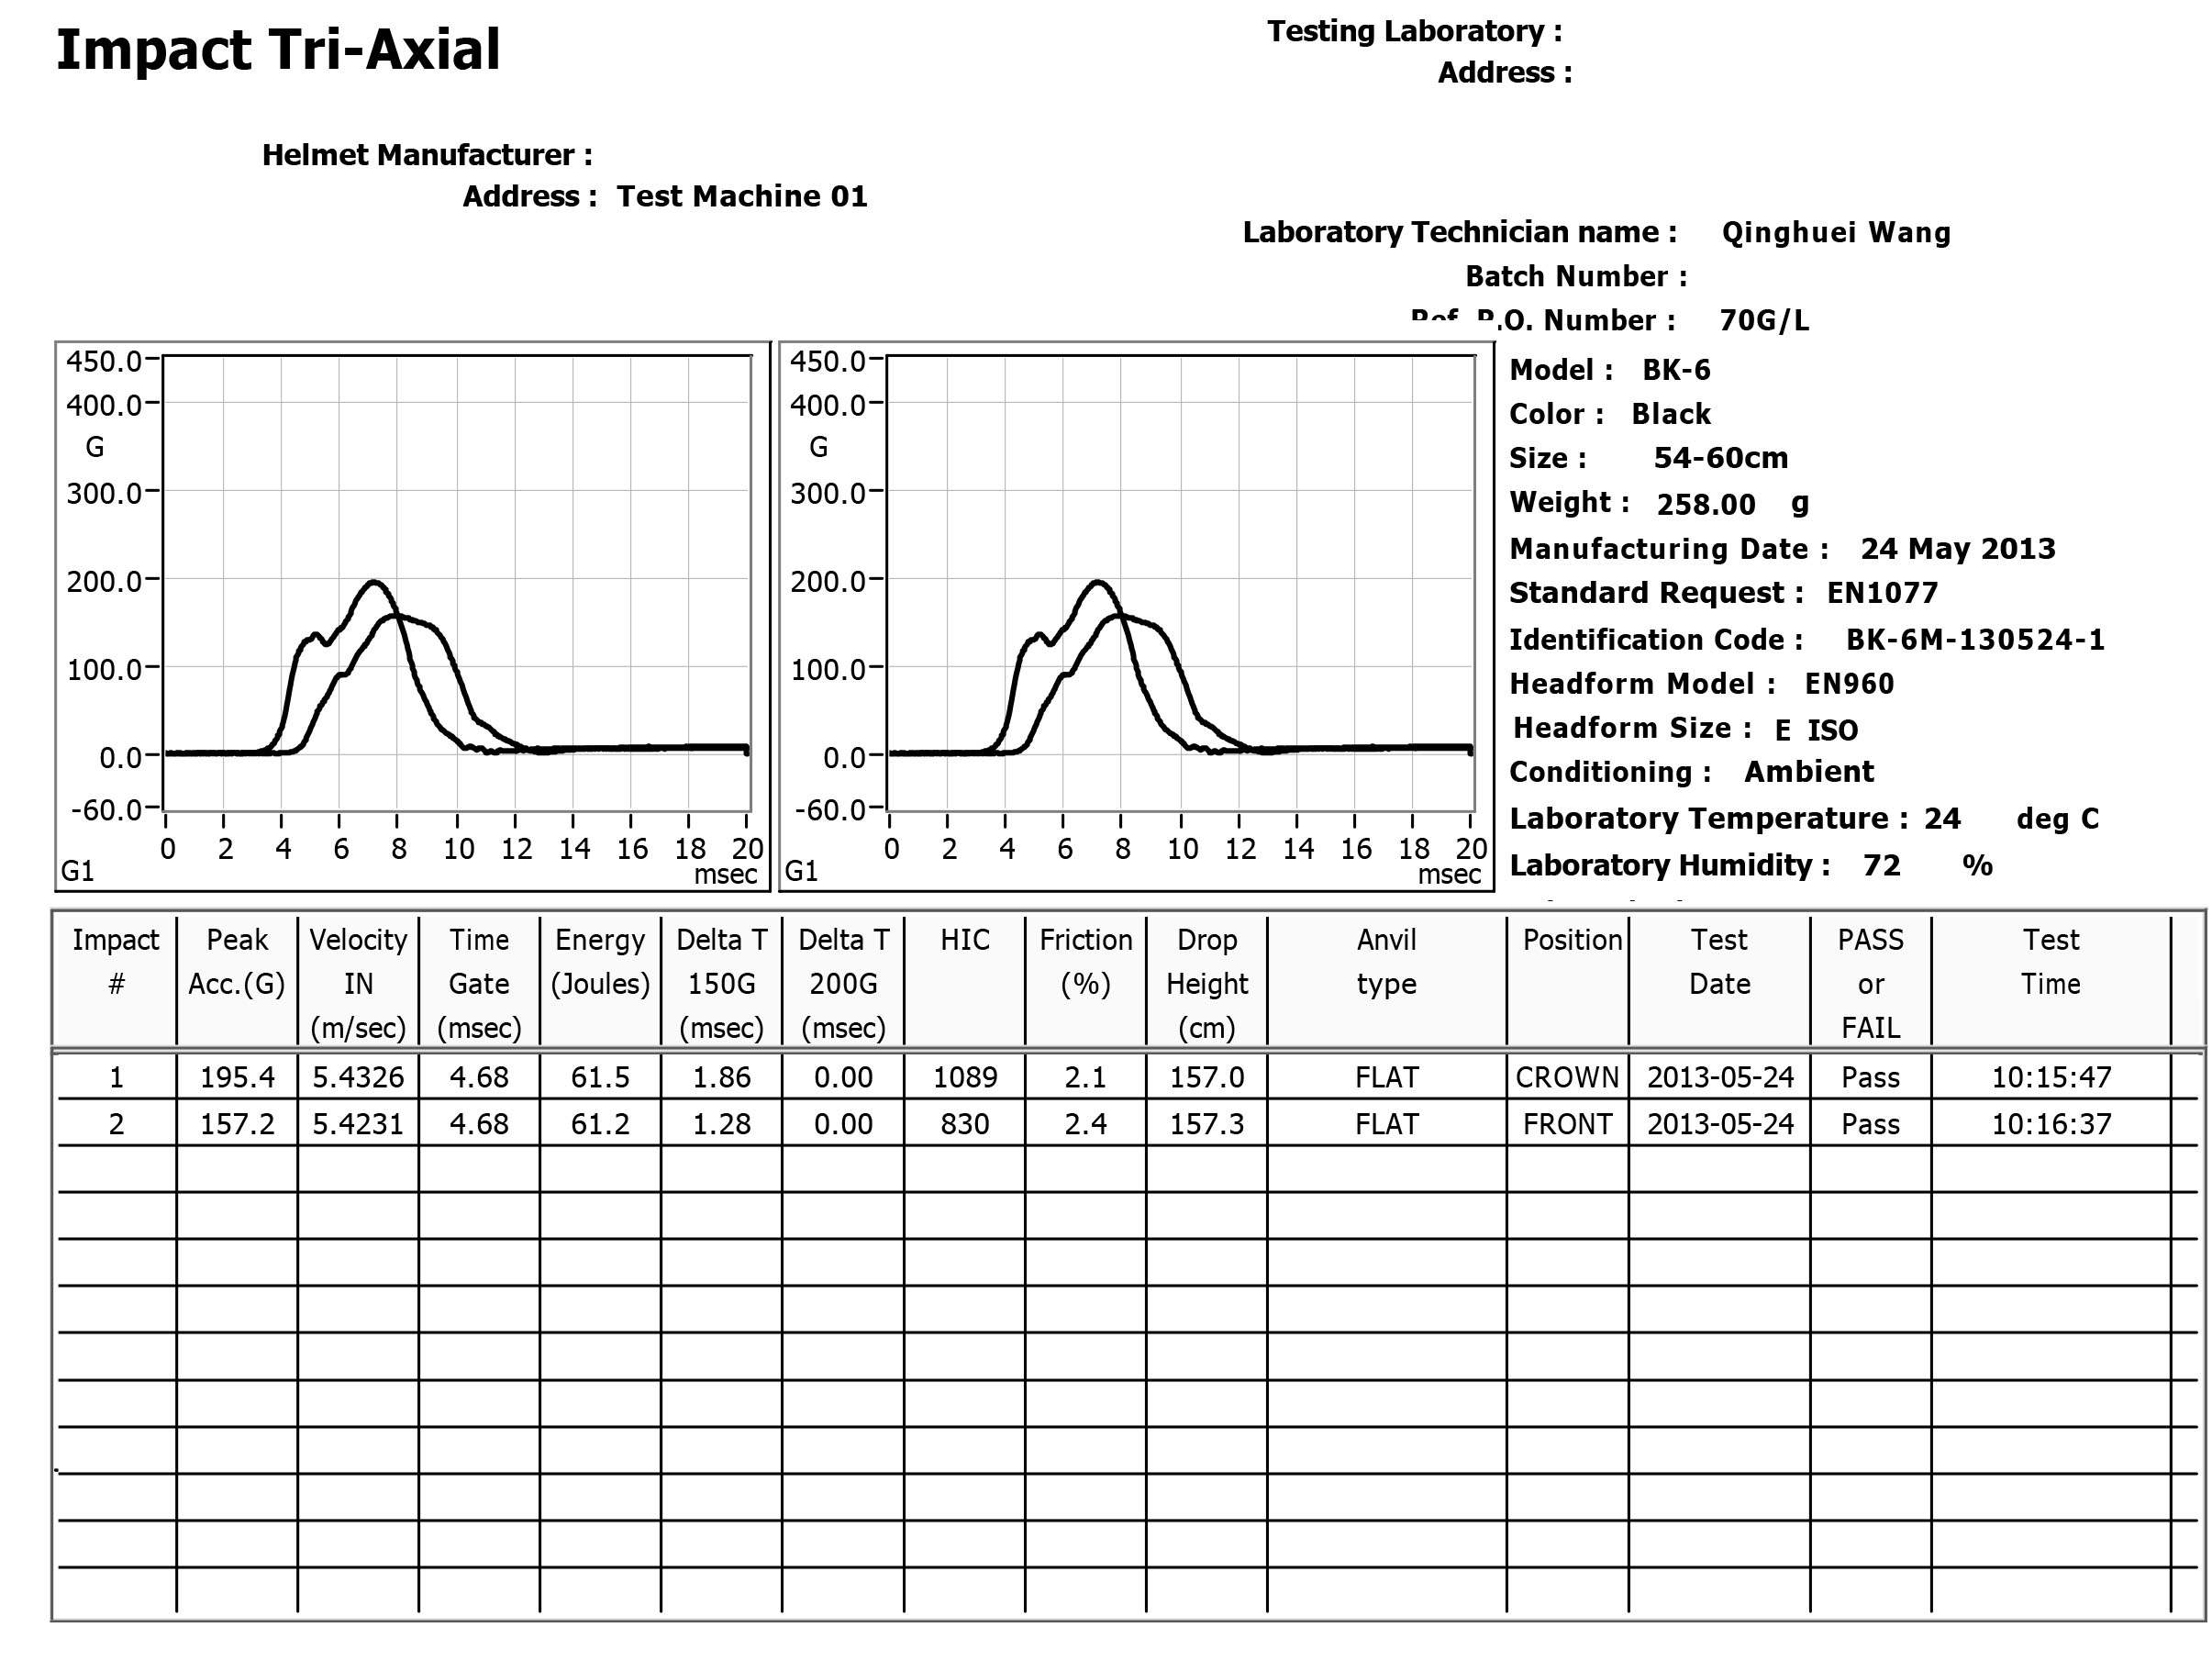 Impact Tri-Axial
Testing Laboratory :
Address :
Helmet Manufacturer :
Address : Test Machine 01
Laboratory Technician name : Qinghuei Wang
Batch Number :
Ref. P.O. Number : 70G/L
450.0
400.0
G
300.0
200.0
100.0
0.0
-60.0
0 2 4 6 8 10 12 14 16 18 20
G1 msec
450.0
400.0
G
300.0
200.0
100.0
0.0
-60.0
0 2 4 6 8 10 12 14 16 18 20
G1 msec
Model : BK-6
Color : Black
Size : 54-60cm
Weight : 258.00 g
Manufacturing Date : 24 May 2013
Standard Request : EN1077
Identification Code : BK-6M-130524-1
Headform Model : EN960
Headform Size : E ISO
Conditioning : Ambient
Laboratory Temperature : 24 deg C
Laboratory Humidity : 72 %
Impact Peak Velocity Time Energy Delta T Delta T HIC Friction Drop Anvil Position Test PASS Test
# Acc.(G) IN Gate (Joules) 150G 200G (%) Height type Date or Time
(m/sec) (msec) (msec) (msec) (cm) FAIL
1 195.4 5.4326 4.68 61.5 1.86 0.00 1089 2.1 157.0 FLAT CROWN 2013-05-24 Pass 10:15:47
2 157.2 5.4231 4.68 61.2 1.28 0.00 830 2.4 157.3 FLAT FRONT 2013-05-24 Pass 10:16:37